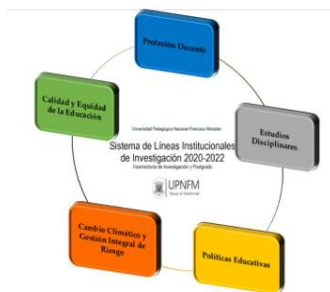 Profesión Docente
Calidad y Equidad
de la Educación
Universidad Pedagógica Nacional Francisco Morazán
Sistema de Líneas Institucionales
de Investigación 2020-2022
Vicerrectoría de Investigación y Postgrado
UPNFM
Estudios
Disciplinares
Cambio Climático y
Gestión Integral de
Riesgo
Políticas Educativas